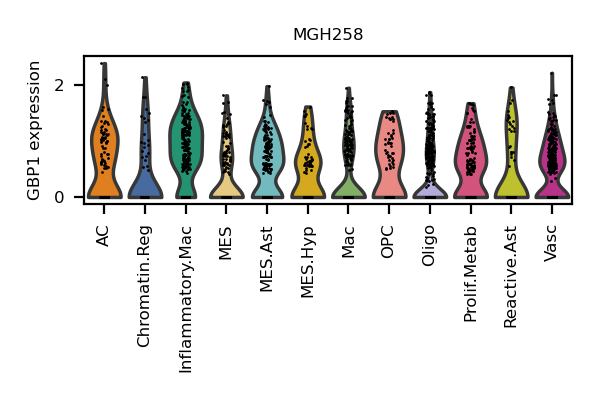 MGH258
GBP1 expression
2
0
AC
Chromatin.Reg
Inflammatory.Mac
MES
MES.Ast
MES.Hyp
Mac
OPC
Oligo
Prolif.Metab
Reactive.Ast
Vasc